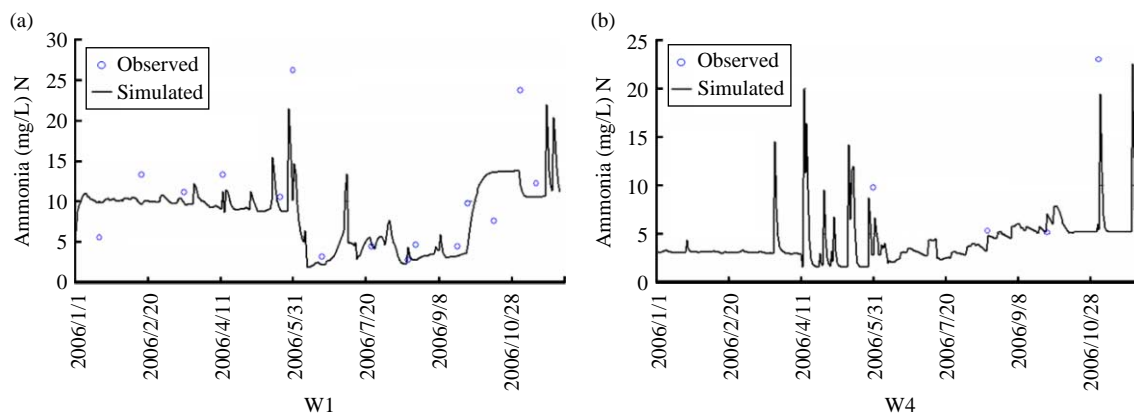 (a)
Ammonia (mg/L) N
30
25
20
15
10
5
0
Observed
Simulated
2006/1/1
2006/2/20
2006/4/11
2006/5/31
2006/7/20
2006/9/8
2006/10/28
W1
(b)
Ammonia (mg/L) N
25
20
15
10
5
0
Observed
Simulated
2006/1/1
2006/2/20
2006/4/11
2006/5/31
2006/7/20
2006/9/8
2006/10/28
W4